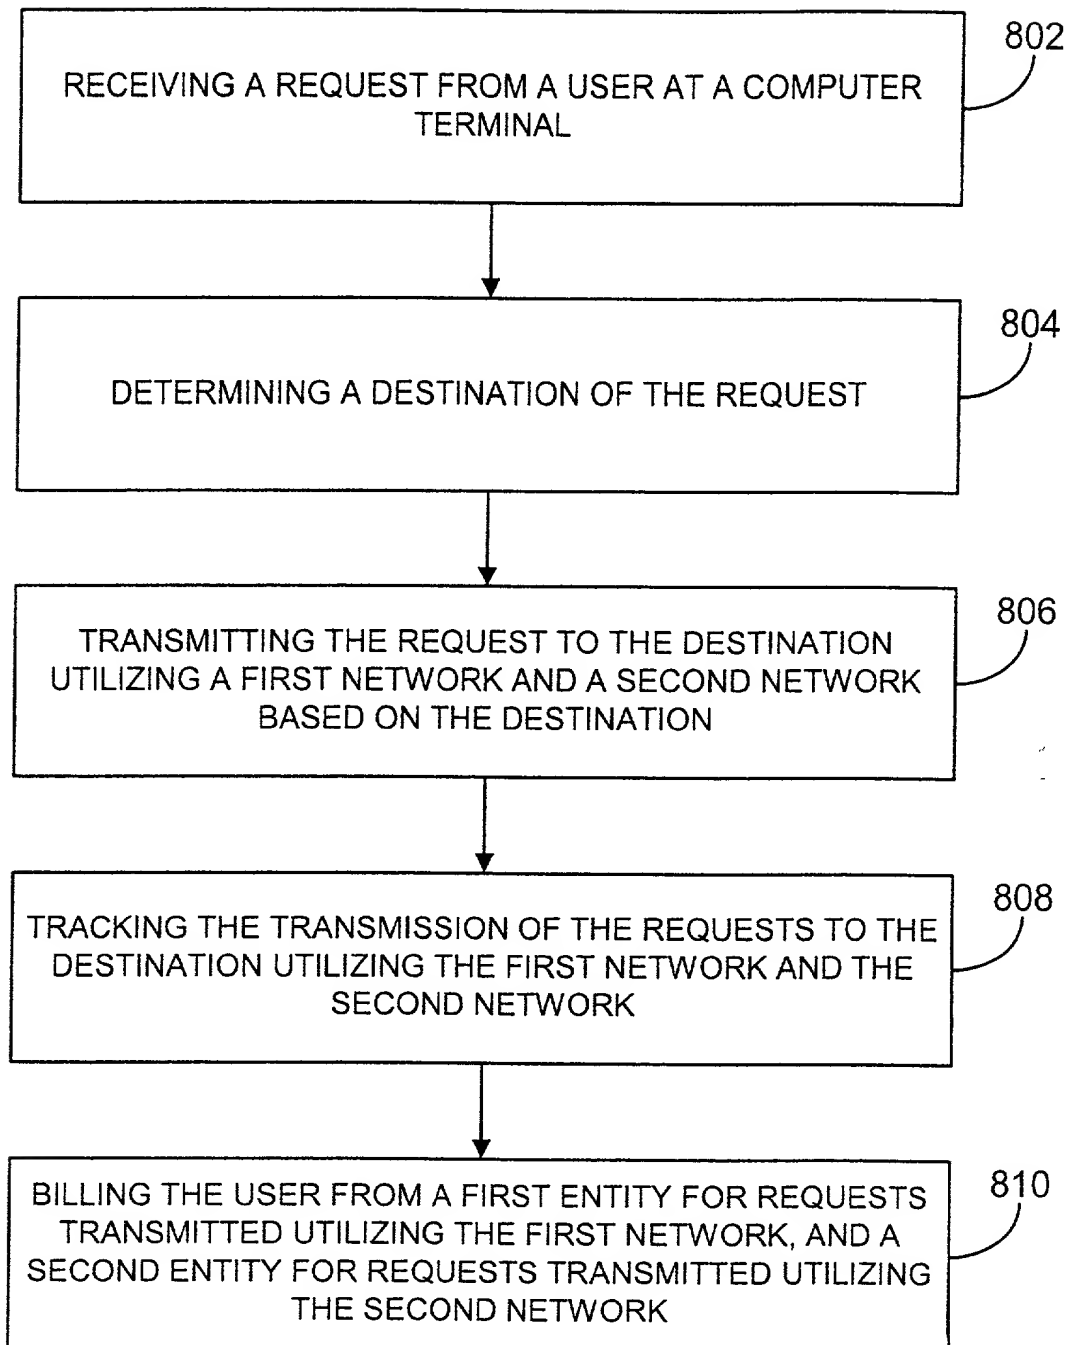 802
RECEIVING A REQUEST FROM A USER AT A COMPUTER
TERMINAL
804
DETERMINING A DESTINATION OF THE REQUEST
806
TRANSMITTING THE REQUEST TO THE DESTINATION
UTILIZING A FIRST NETWORK AND A SECOND NETWORK
BASED ON THE DESTINATION
808
TRACKING THE TRANSMISSION OF THE REQUESTS TO THE
DESTINATION UTILIZING THE FIRST NETWORK AND THE
SECOND NETWORK
810
BILLING THE USER FROM A FIRST ENTITY FOR REQUESTS
TRANSMITTED UTILIZING THE FIRST NETWORK, AND A
SECOND ENTITY FOR REQUESTS TRANSMITTED UTILIZING
THE SECOND NETWORK